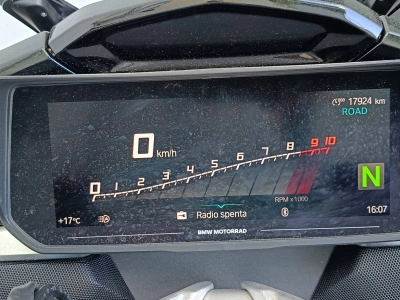 17924 km
ROAD
0 km/h
0 1 2 3 4 5 6 7 8 9 10
N
RPM x1000
+17°C
Radio spenta
16:07
BMW MOTORRAD